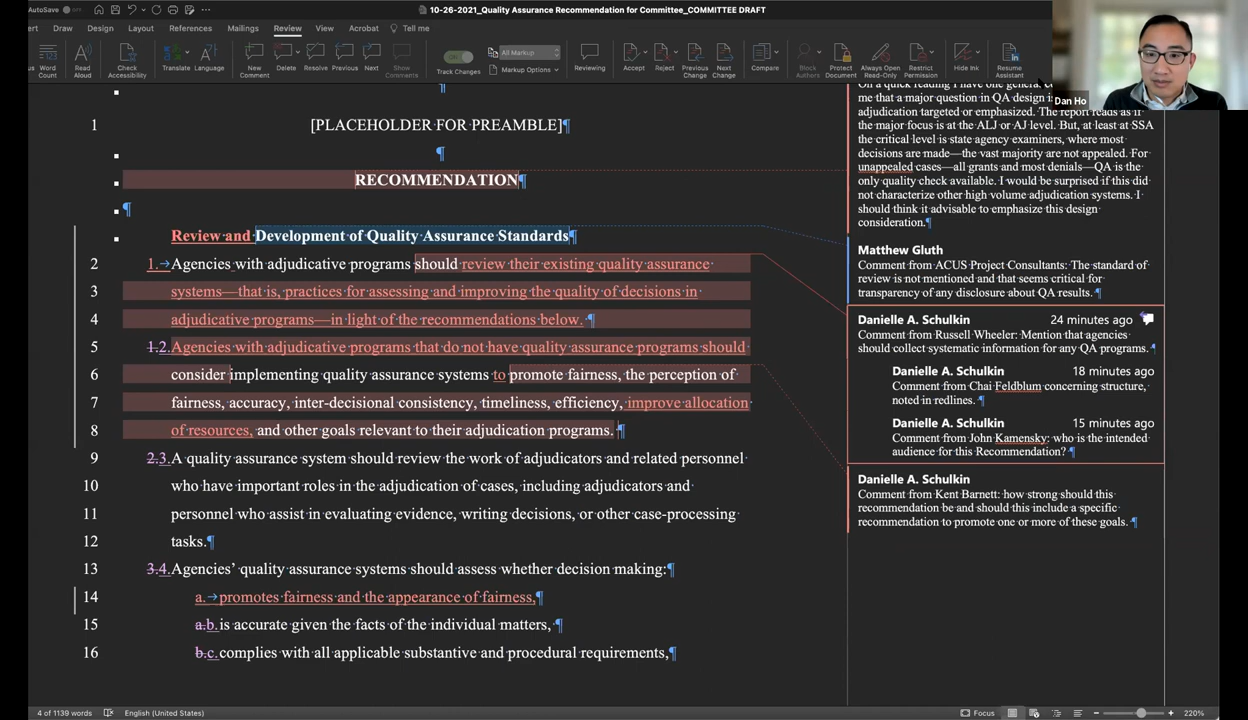 AutoSave
10-26-2021_Quality Assurance Recommendation for Committee_COMMITTEE DRAFT
ert Draw Design Layout References Mailings Review View Acrobat Tell me
Word Count
Read Aloud
Check Accessibility
Translate
Language
New Comment
Delete
Resolve
Previous
Next
Show Comments
Track Changes
All Markup
Markup Options
Reviewing
Accept
Reject
Previous Change
Next Change
Compare
Block Authors
Protect Document
Always Open Read-Only
Restrict Permission
Hide Ink
Resume Assistant
Dan Ho
1 [PLACEHOLDER FOR PREAMBLE]¶
¶
RECOMMENDATION¶
¶
Review and Development of Quality Assurance Standards¶
2 1.→Agencies with adjudicative programs should review their existing quality assurance
3 systems—that is, practices for assessing and improving the quality of decisions in
4 adjudicative programs—in light of the recommendations below. ¶
5 1.2.Agencies with adjudicative programs that do not have quality assurance programs should
6 consider implementing quality assurance systems to promote fairness, the perception of
7 fairness, accuracy, inter-decisional consistency, timeliness, efficiency, improve allocation
8 of resources, and other goals relevant to their adjudication programs. ¶
9 2.3.A quality assurance system should review the work of adjudicators and related personnel
10 who have important roles in the adjudication of cases, including adjudicators and
11 personnel who assist in evaluating evidence, writing decisions, or other case-processing
12 tasks.¶
13 3.4.Agencies' quality assurance systems should assess whether decision making:¶
14 a.→promotes fairness and the appearance of fairness,¶
15 a.b.is accurate given the facts of the individual matters, ¶
16 b.c.complies with all applicable substantive and procedural requirements,¶
On a quick reading I have one general
me that a major question in QA design i
adjudication targeted or emphasized. The report reads as if
the major focus is at the ALJ or AJ level. But, at least at SSA
the critical level is state agency examiners, where most
decisions are made—the vast majority are not appealed. For
unappealed cases—all grants and most denials—QA is the
only quality check available. I would be surprised if this did
not characterize other high volume adjudication systems. I
should think it advisable to emphasize this design
consideration.¶
Matthew Gluth
Comment from ACUS Project Consultants: The standard of
review is not mentioned and that seems critical for
transparency of any disclosure about QA results. ¶
Danielle A. Schulkin 24 minutes ago
Comment from Russell Wheeler: Mention that agencies
should collect systematic information for any QA programs. ¶
Danielle A. Schulkin 18 minutes ago
Comment from Chai Feldblum concerning structure,
noted in redlines. ¶
Danielle A. Schulkin 15 minutes ago
Comment from John Kamensky: who is the intended
audience for this Recommendation? ¶
Danielle A. Schulkin
Comment from Kent Barnett: how strong should this
recommendation be and should this include a specific
recommendation to promote one or more of these goals. ¶
4 of 1139 words English (United States) Focus 220%